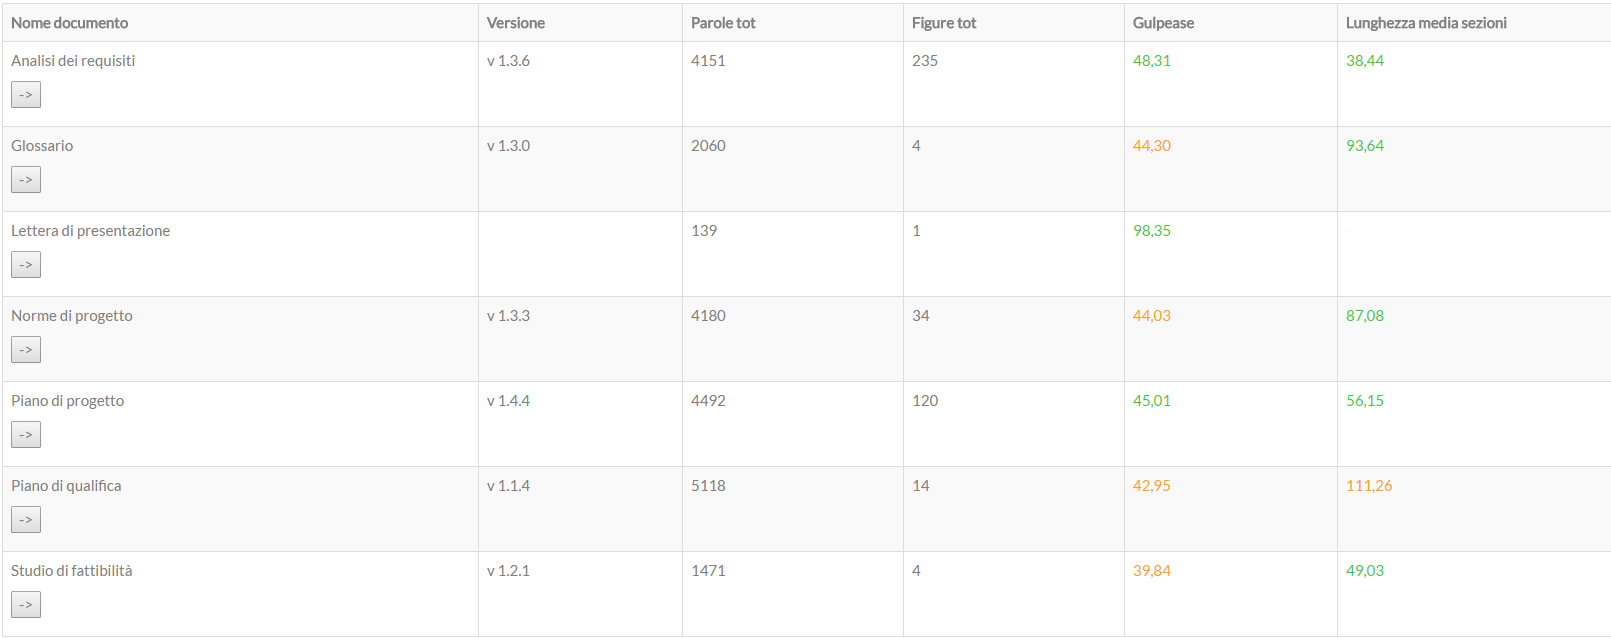 Nome documento Versione Parole tot Figure tot Gulpease Lunghezza media sezioni
Analisi dei requisiti v 1.3.6 4151 235 48,31 38,44
->
Glossario v 1.3.0 2060 4 44,30 93,64
->
Lettera di presentazione 139 1 98,35
->
Norme di progetto v 1.3.3 4180 34 44,03 87,08
->
Piano di progetto v 1.4.4 4492 120 45,01 56,15
->
Piano di qualifica v 1.1.4 5118 14 42,95 111,26
->
Studio di fattibilità v 1.2.1 1471 4 39,84 49,03
->